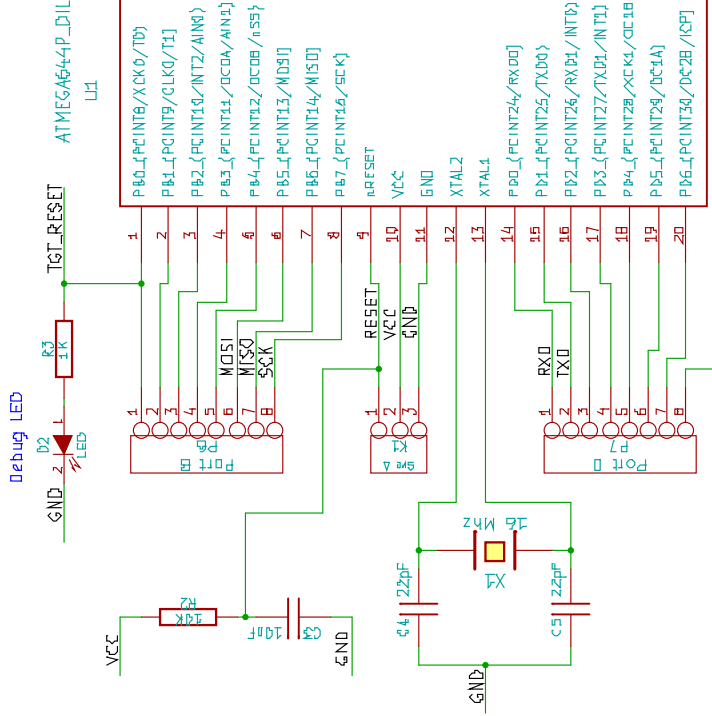 ATMEGA644P_DIL
U1
PB0_(PCINT8/XCK0/T0)
PB1_(PCINT9/CLKO/T1)
PB2_(PCINT10/INT2/AIN0)
PB3_(PCINT11/OC0A/AIN1)
PB4_(PCINT12/OC0B/nSS)
PB5_(PCINT13/MOSI)
PB6_(PCINT14/MISO)
PB7_(PCINT15/SCK)
nRESET
VCC
GND
XTAL2
XTAL1
PD0_(PCINT24/RXD0)
PD1_(PCINT25/TXD0)
PD2_(PCINT26/RXD1/INT0)
PD3_(PCINT27/TXD1/INT1)
PD4_(PCINT28/XCK1/OC1B
PD5_(PCINT29/OC1A)
PD6_(PCINT30/OC2B/ICP)
1
2
3
4
5
6
7
8
9
10
11
12
13
14
15
16
17
18
19
20
TGT_RESET
R3
1K
Debug LED
1
D2
LED
2
GND
MOSI
MISO
SCK
1
2
3
4
5
6
7
8
P6
Port B
RESET
VCC
GND
1
2
3
K1
RXD
TXD
1
2
3
4
5
6
7
8
P7
Port D
16 Mhz
X1
22pF
C4
22pF
C5
GND
R2
10K
C3
10nF
VCC
GND